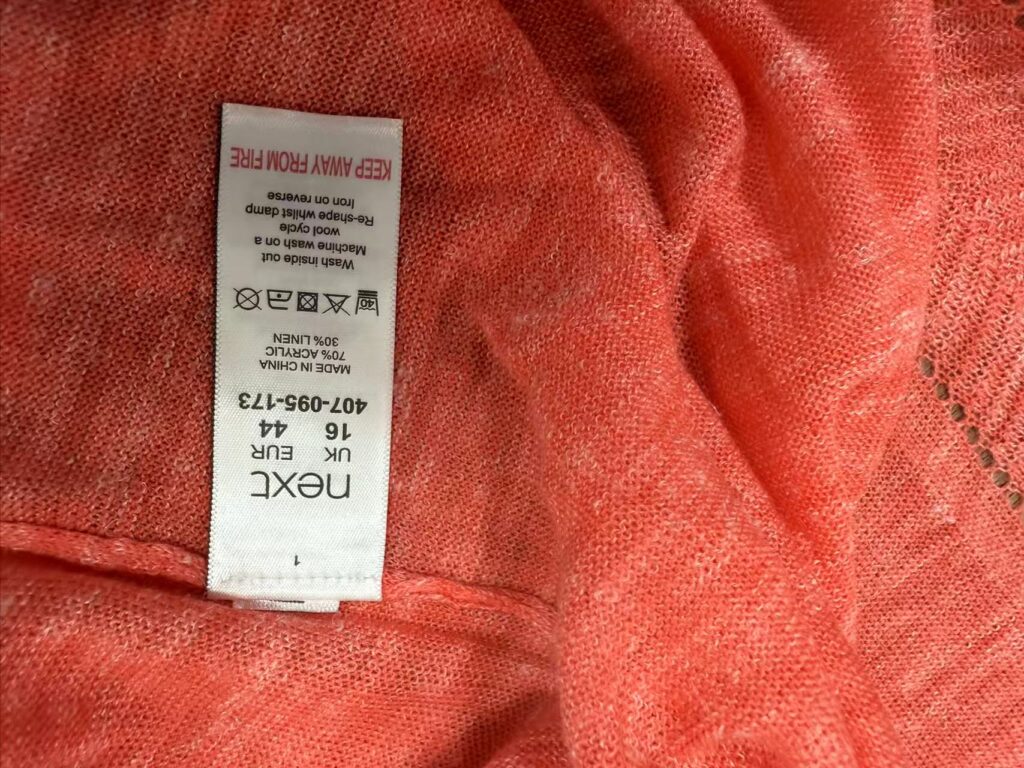 1
next
UK EUR
16 44
407-095-173
MADE IN CHINA
70% ACRYLIC
30% LINEN
40
Wash inside out
Machine wash on a
wool cycle
Re-shape whilst damp
Iron on reverse
KEEP AWAY FROM FIRE